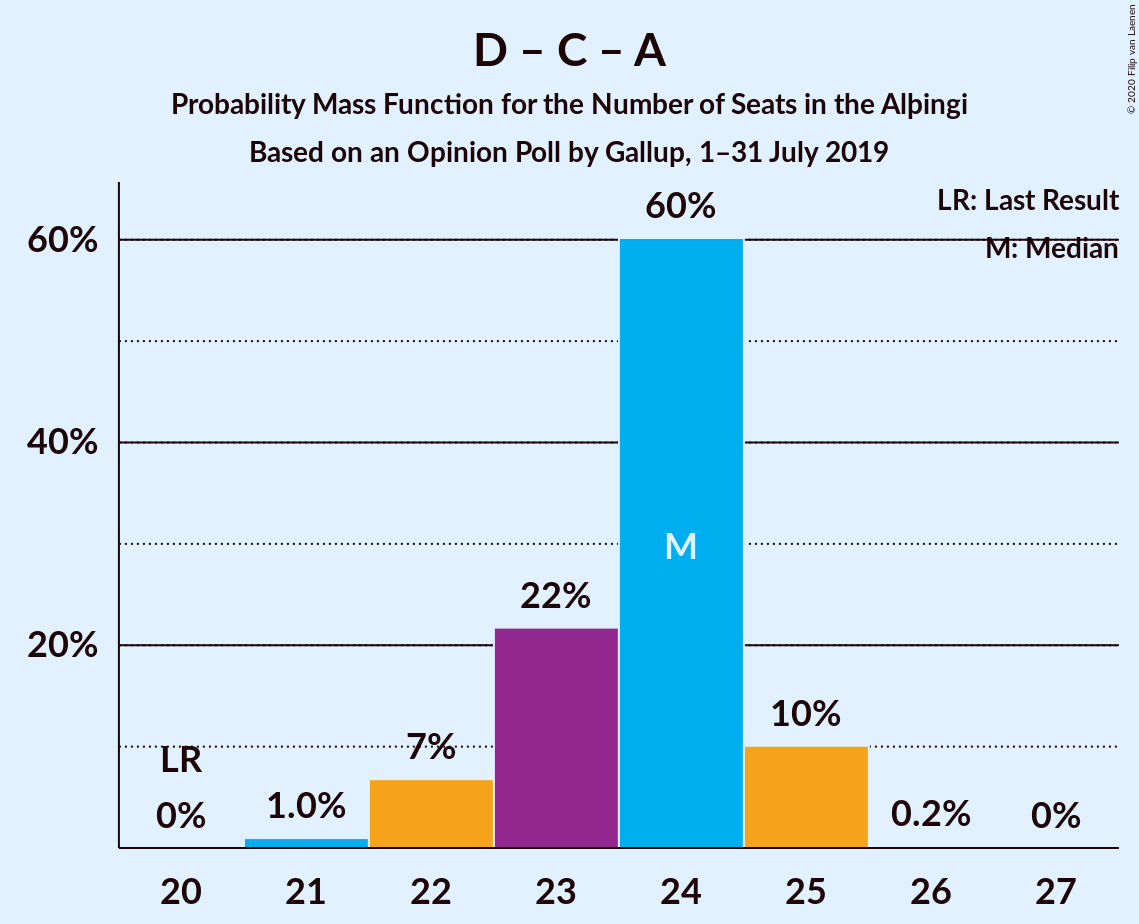 D – C – A
Probability Mass Function for the Number of Seats in the Alþingi
Based on an Opinion Poll by Gallup, 1–31 July 2019
© 2020 Filip van Laenen
LR: Last Result
M: Median
60%
40%
20%
LR
0%
1.0%
7%
22%
60%
M
10%
0.2%
0%
20 21 22 23 24 25 26 27